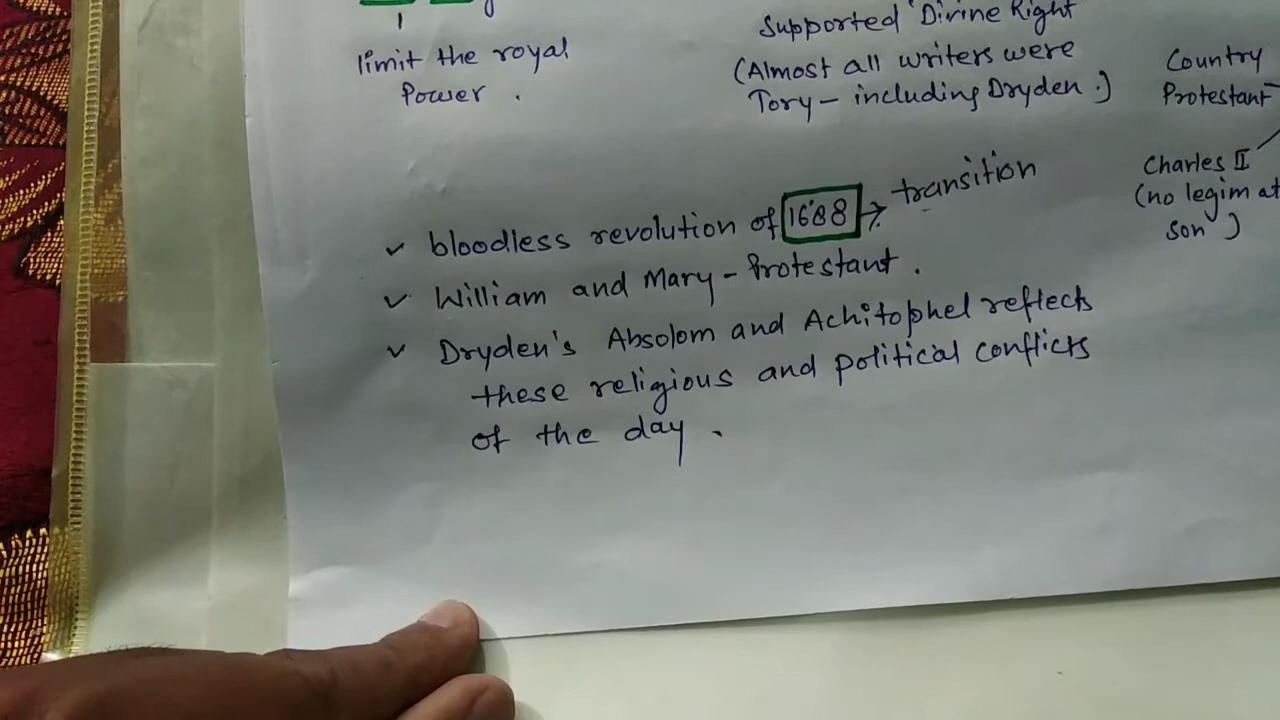 limit the royal
Power .
Supported 'Divine Right
(Almost all writers were
Tory - including Dryden.)
Country
Protestant
Charles II
(no legimat
son)
✓ bloodless revolution of 1688 → transition
✓ William and Mary - Protestant .
✓ Dryden's Absolom and Achitophel reflects
these religious and political conflicts
of the day .